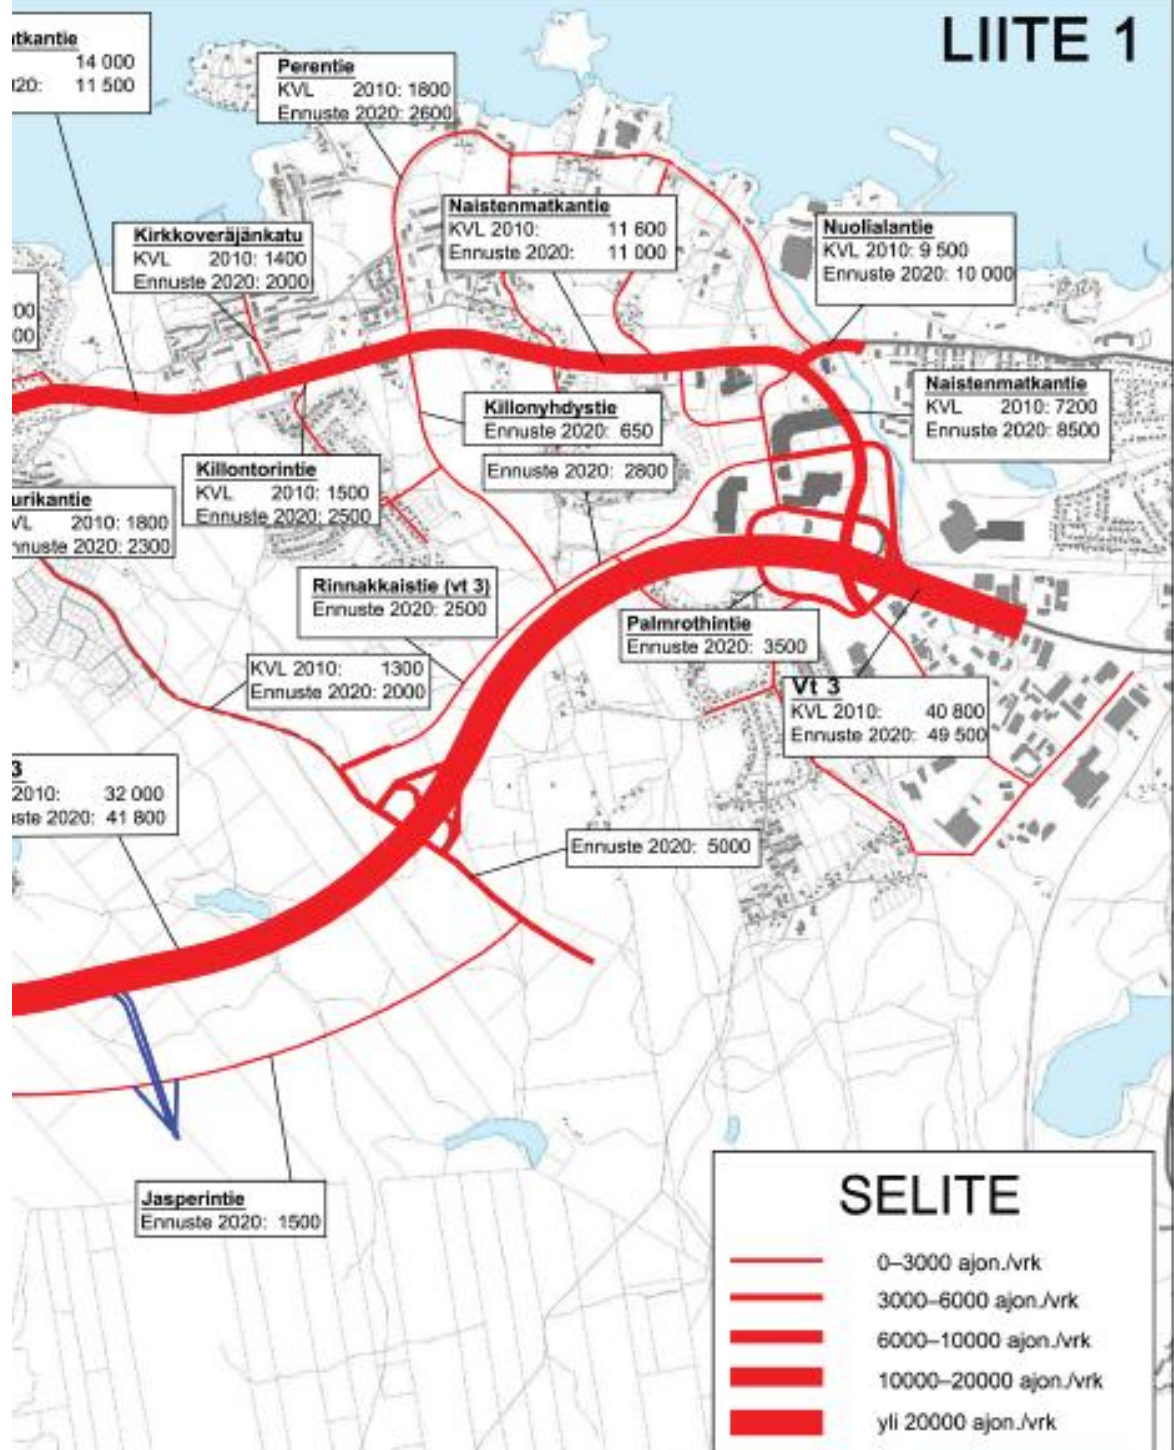 LIITE 1
tkantie
14 000
20: 11 500
Perentie
KVL 2010: 1800
Ennuste 2020: 2600
Kirkkoveräjänkatu
KVL 2010: 1400
Ennuste 2020: 2000
Naistenmatkantie
KVL 2010: 11 600
Ennuste 2020: 11 000
Nuolialantie
KVL 2010: 9 500
Ennuste 2020: 10 000
00
00
Naistenmatkantie
KVL 2010: 7200
Ennuste 2020: 8500
Killonyhdystie
Ennuste 2020: 650
Ennuste 2020: 2800
Killontorintie
KVL 2010: 1500
Ennuste 2020: 2500
urikantie
VL 2010: 1800
nnuste 2020: 2300
Rinnakkaistie (vt 3)
Ennuste 2020: 2500
Palmrothintie
Ennuste 2020: 3500
KVL 2010: 1300
Ennuste 2020: 2000
Vt 3
KVL 2010: 40 800
Ennuste 2020: 49 500
3
2010: 32 000
ste 2020: 41 800
Ennuste 2020: 5000
Jasperintie
Ennuste 2020: 1500
SELITE
0–3000 ajon./vrk
3000–6000 ajon./vrk
6000–10000 ajon./vrk
10000–20000 ajon./vrk
yli 20000 ajon./vrk